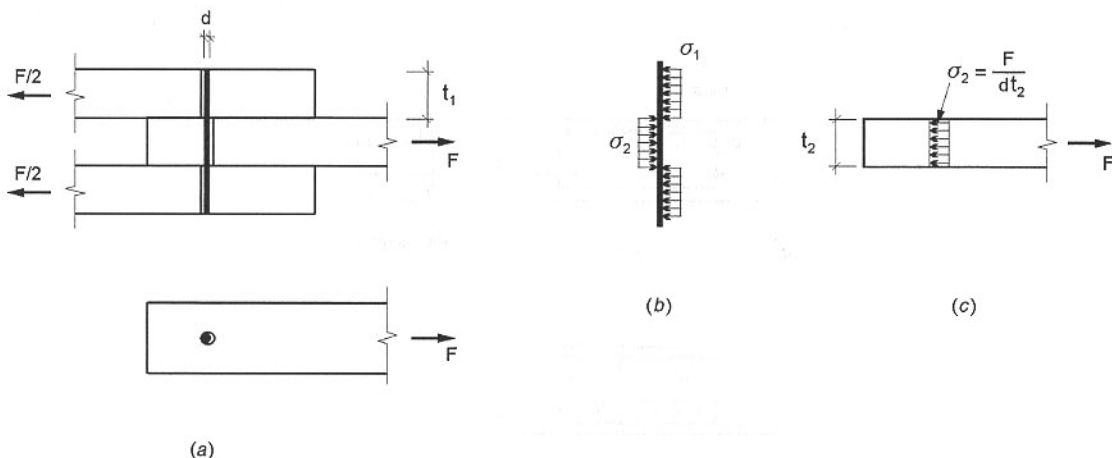 d
F/2
t₁
F
F/2
F
(a)
σ₁
σ₂
(b)
σ₂ = F/dt₂
t₂
F
(c)